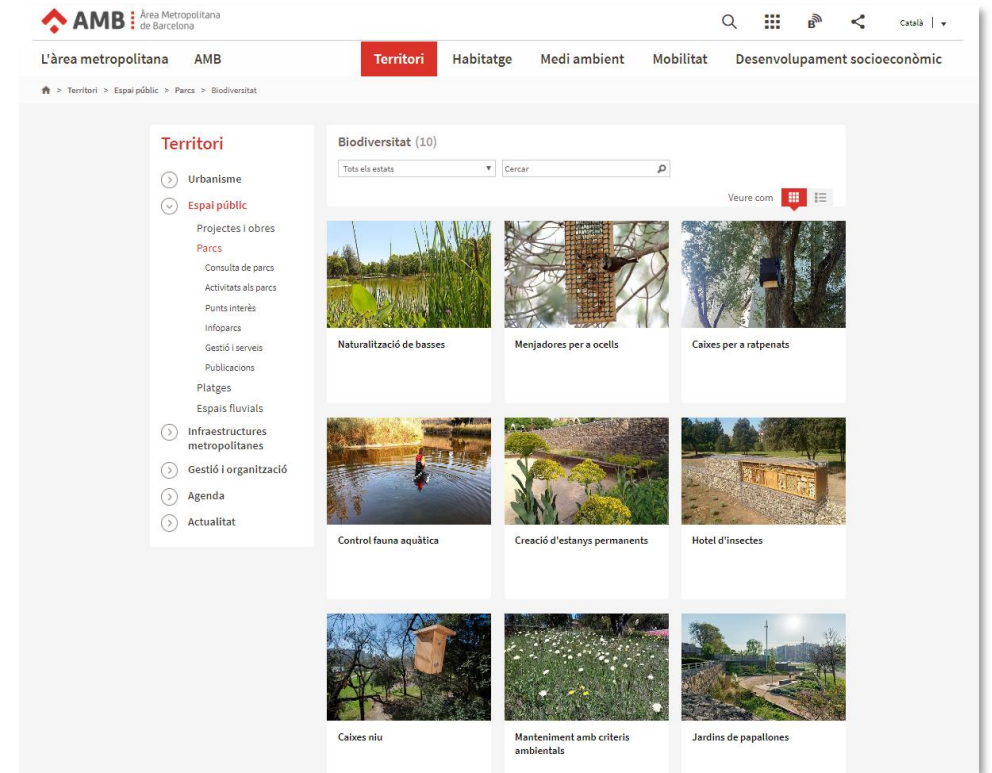 AMB Àrea Metropolitana
de Barcelona
Català
L'àrea metropolitana AMB Territori Habitatge Medi ambient Mobilitat Desenvolupament socioeconòmic
> Territori > Espai públic > Parcs > Biodiversitat
Territori
Urbanisme
Espai públic
Projectes i obres
Parcs
Consulta de parcs
Activitats als parcs
Punts interès
Infoparcs
Gestió i serveis
Publicacions
Platges
Espais fluvials
Infraestructures
metropolitanes
Gestió i organització
Agenda
Actualitat
Biodiversitat (10)
Tots els estats Cercar
Veure com
Naturalització de basses Menjadores per a ocells Caixes per a ratpenats
Control fauna aquàtica Creació d'estanys permanents Hotel d'insectes
Caixes niu Manteniment amb criteris Jardins de papallones
ambientals